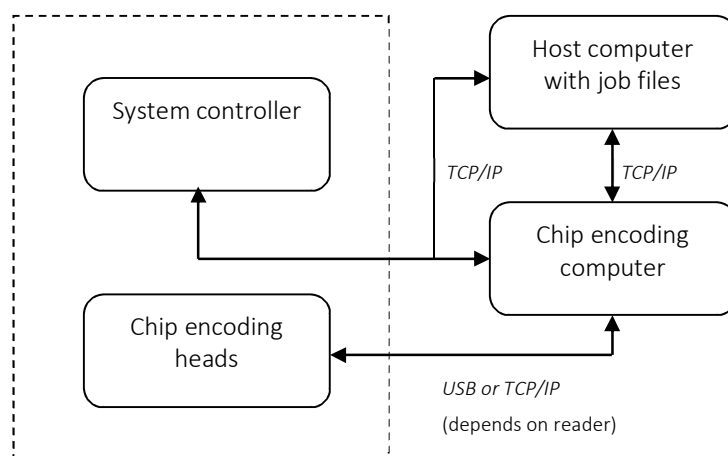 System controller
Host computer
with job files
TCP/IP
TCP/IP
Chip encoding
computer
Chip encoding
heads
USB or TCP/IP
(depends on reader)